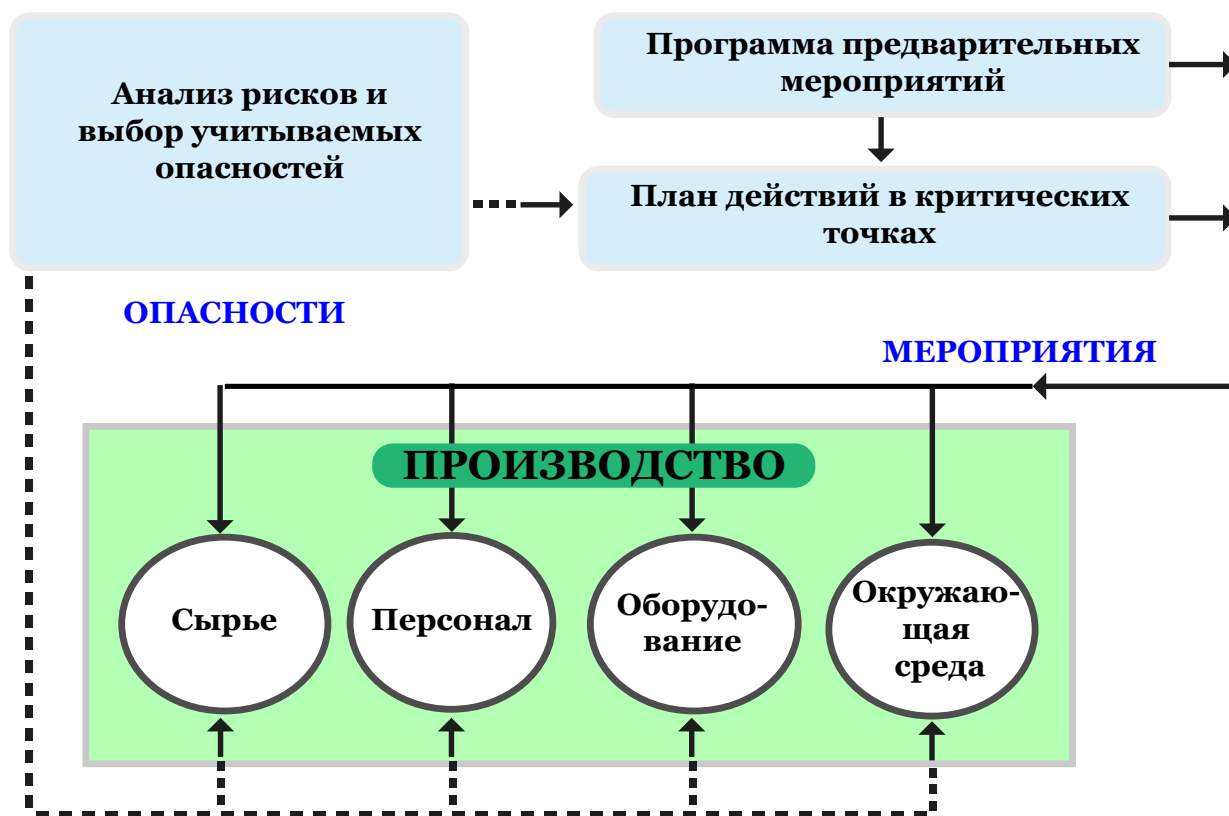 Анализ рисков и
выбор учитываемых
опасностей
Программа предварительных
мероприятий
План действий в критических
точках
ОПАСНОСТИ
МЕРОПРИЯТИЯ
ПРОИЗВОДСТВО
Сырье
Персонал
Оборудо-
вание
Окружаю-
щая
среда